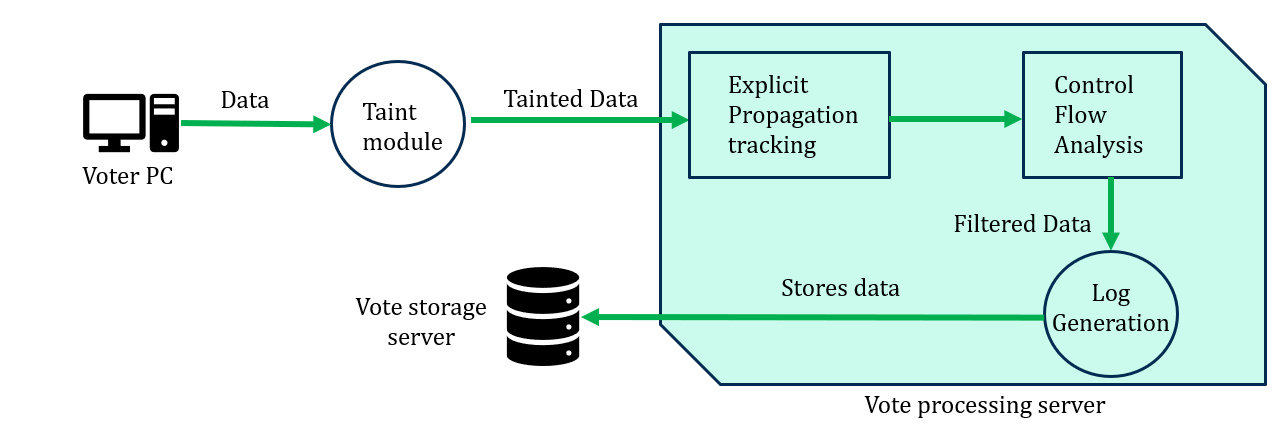 Data
Voter PC
Taint
module
Tainted Data
Explicit
Propagation
tracking
Control
Flow
Analysis
Filtered Data
Log
Generation
Stores data
Vote storage
server
Vote processing server